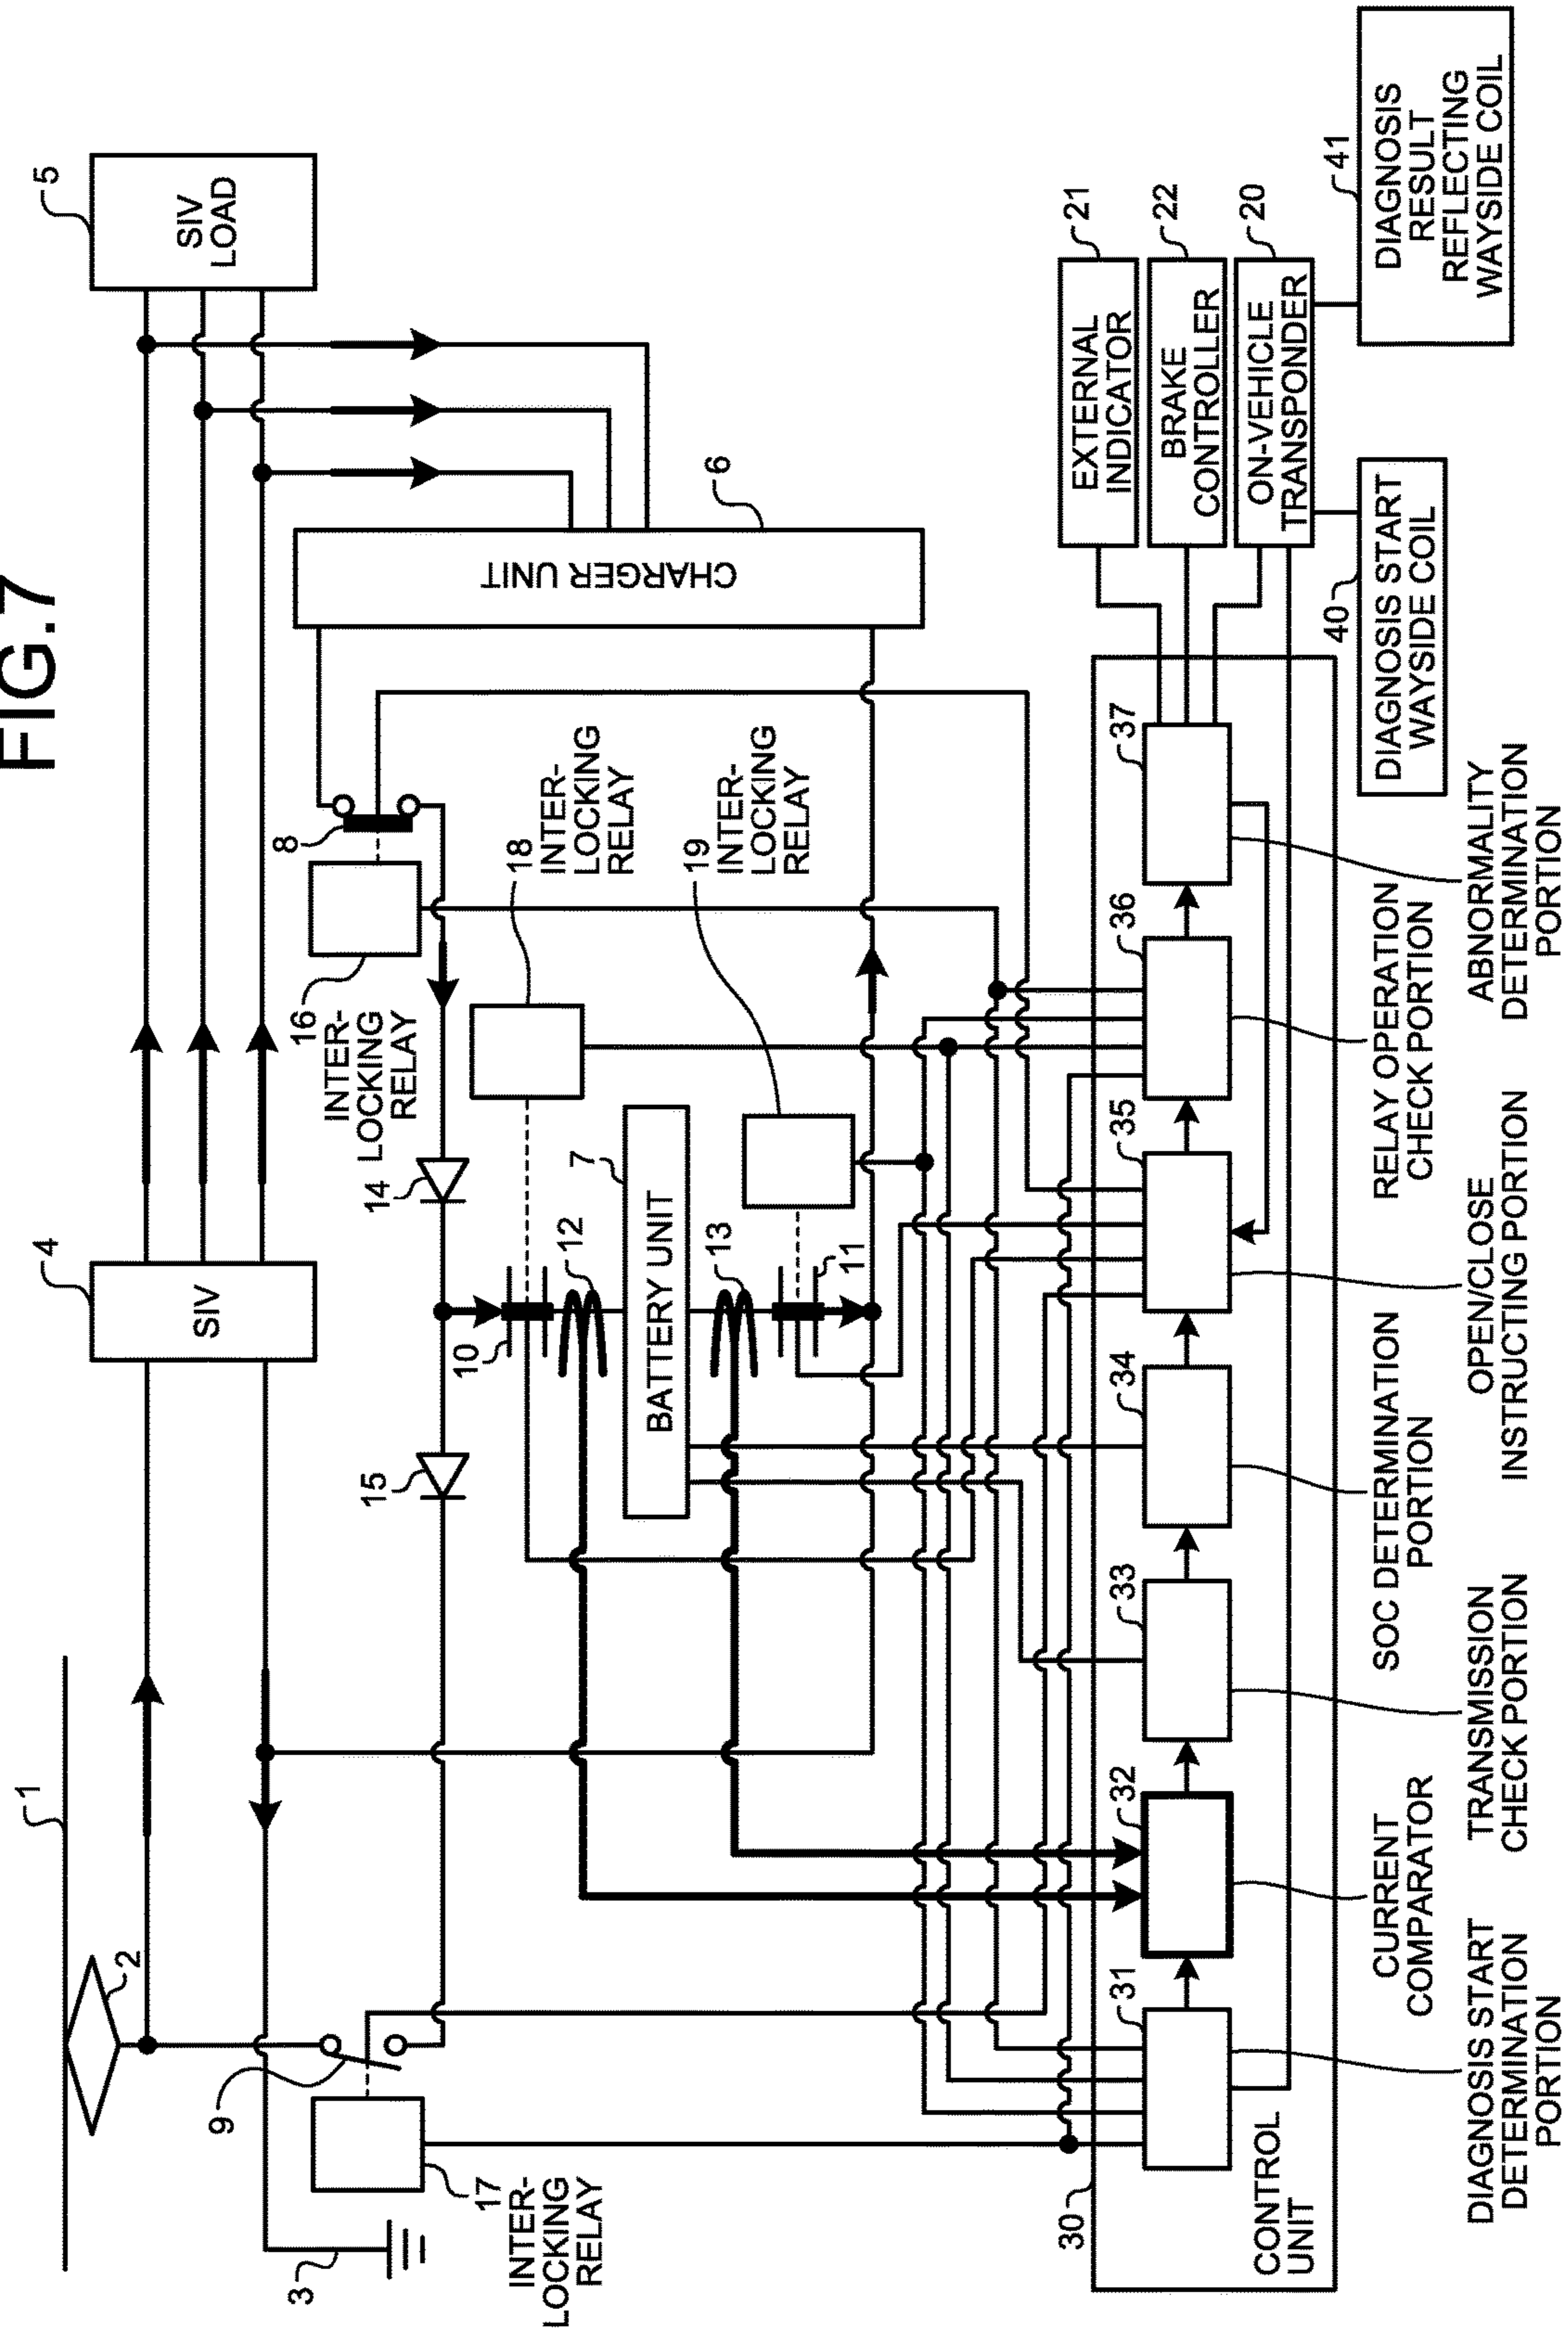 FIG.7
1
2
3
4
SIV
5
SIV
LOAD
6
CHARGER UNIT
8
16
INTER-
LOCKING
RELAY
9
17
INTER-
LOCKING
RELAY
14
15
18
INTER-
LOCKING
RELAY
10
12
7
BATTERY UNIT
13
19
INTER-
LOCKING
RELAY
11
21
EXTERNAL
INDICATOR
22
BRAKE
CONTROLLER
20
ON-VEHICLE
TRANSPONDER
40
DIAGNOSIS START
WAYSIDE COIL
41
DIAGNOSIS
RESULT
REFLECTING
WAYSIDE COIL
30
CONTROL
UNIT
31
32
33
34
35
36
37
DIAGNOSIS START
DETERMINATION
PORTION
CURRENT
COMPARATOR
TRANSMISSION
CHECK PORTION
SOC DETERMINATION
PORTION
OPEN/CLOSE
INSTRUCTING PORTION
RELAY OPERATION
CHECK PORTION
ABNORMALITY
DETERMINATION
PORTION